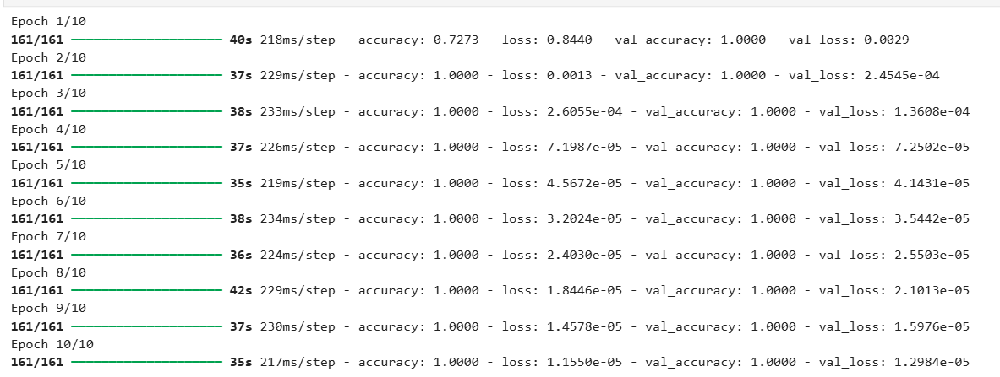 Epoch 1/10
161/161 ━━━━━━━━━━━━━━━━━━━━ 40s 218ms/step - accuracy: 0.7273 - loss: 0.8440 - val_accuracy: 1.0000 - val_loss: 0.0029
Epoch 2/10
161/161 ━━━━━━━━━━━━━━━━━━━━ 37s 229ms/step - accuracy: 1.0000 - loss: 0.0013 - val_accuracy: 1.0000 - val_loss: 2.4545e-04
Epoch 3/10
161/161 ━━━━━━━━━━━━━━━━━━━━ 38s 233ms/step - accuracy: 1.0000 - loss: 2.6055e-04 - val_accuracy: 1.0000 - val_loss: 1.3608e-04
Epoch 4/10
161/161 ━━━━━━━━━━━━━━━━━━━━ 37s 226ms/step - accuracy: 1.0000 - loss: 7.1987e-05 - val_accuracy: 1.0000 - val_loss: 7.2502e-05
Epoch 5/10
161/161 ━━━━━━━━━━━━━━━━━━━━ 35s 219ms/step - accuracy: 1.0000 - loss: 4.5672e-05 - val_accuracy: 1.0000 - val_loss: 4.1431e-05
Epoch 6/10
161/161 ━━━━━━━━━━━━━━━━━━━━ 38s 234ms/step - accuracy: 1.0000 - loss: 3.2024e-05 - val_accuracy: 1.0000 - val_loss: 3.5442e-05
Epoch 7/10
161/161 ━━━━━━━━━━━━━━━━━━━━ 36s 224ms/step - accuracy: 1.0000 - loss: 2.4030e-05 - val_accuracy: 1.0000 - val_loss: 2.5503e-05
Epoch 8/10
161/161 ━━━━━━━━━━━━━━━━━━━━ 42s 229ms/step - accuracy: 1.0000 - loss: 1.8446e-05 - val_accuracy: 1.0000 - val_loss: 2.1013e-05
Epoch 9/10
161/161 ━━━━━━━━━━━━━━━━━━━━ 37s 230ms/step - accuracy: 1.0000 - loss: 1.4578e-05 - val_accuracy: 1.0000 - val_loss: 1.5976e-05
Epoch 10/10
161/161 ━━━━━━━━━━━━━━━━━━━━ 35s 217ms/step - accuracy: 1.0000 - loss: 1.1550e-05 - val_accuracy: 1.0000 - val_loss: 1.2984e-05